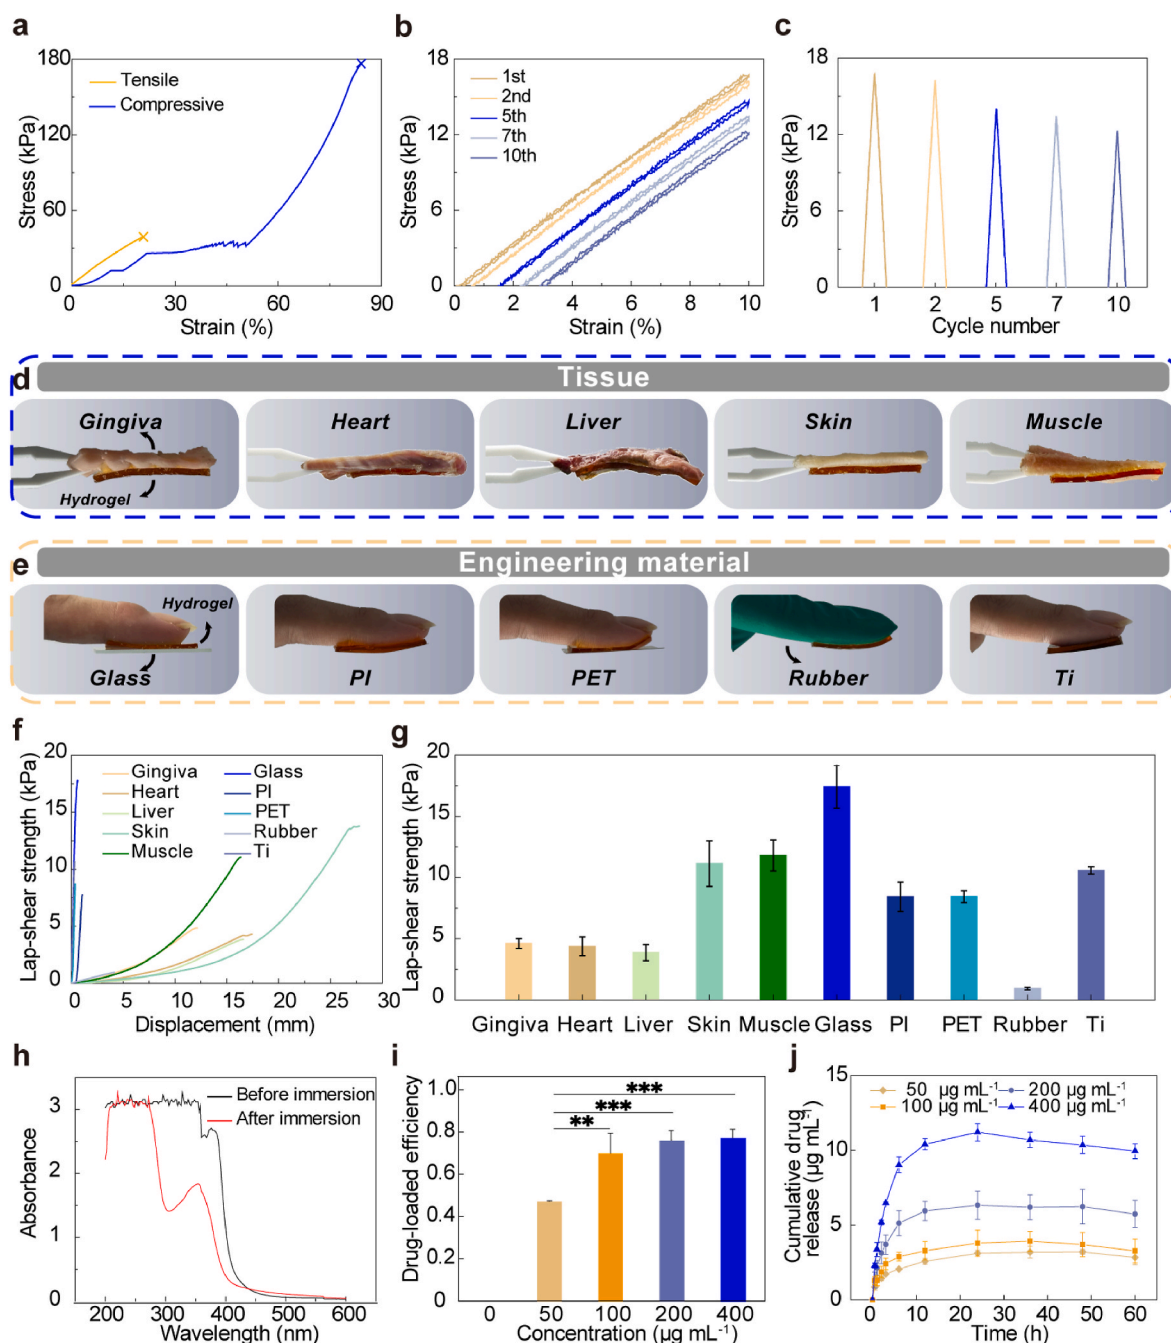 a
180
120
60
0
Stress (kPa)
Tensile
Compressive
0 30 60 90
Strain (%)
b
18
12
6
0
Stress (kPa)
1st
2nd
5th
7th
10th
0 2 4 6 8 10
Strain (%)
c
18
12
6
0
Stress (kPa)
1 2 5 7 10
Cycle number
d
Tissue
Gingiva
Hydrogel
Heart
Liver
Skin
Muscle
e
Engineering material
Hydrogel
Glass
PI
PET
Rubber
Ti
f
20
15
10
5
0
Lap-shear strength (kPa)
Gingiva
Heart
Liver
Skin
Muscle
Glass
PI
PET
Rubber
Ti
0 5 10 15 20 25 30
Displacement (mm)
g
20
15
10
5
0
Lap-shear strength (kPa)
Gingiva Heart Liver Skin Muscle Glass PI PET Rubber Ti
h
3
2
1
0
Absorbance
Before immersion
After immersion
200 300 400 500 600
Wavelength (nm)
i
1.0
0.8
0.6
0.4
0.2
0
Drug-loaded efficiency
***
***
**
0 50 100 200 400
Concentration (µg mL⁻¹)
j
15
10
5
0
Cumulative drug
release (µg mL⁻¹)
50 µg mL⁻¹
100 µg mL⁻¹
200 µg mL⁻¹
400 µg mL⁻¹
0 12 24 36 48 60
Time (h)